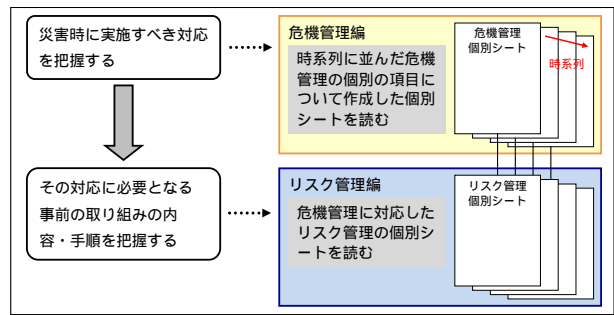 災害時に実施すべき対応
を把握する
危機管理編
時系列に並んだ危機
管理の個別の項目に
ついて作成した個別
シートを読む
危機管理
個別シート
時系列
その対応に必要となる
事前の取り組みの内
容・手順を把握する
リスク管理編
危機管理に対応した
リスク管理の個別シ
ートを読む
リスク管理
個別シート